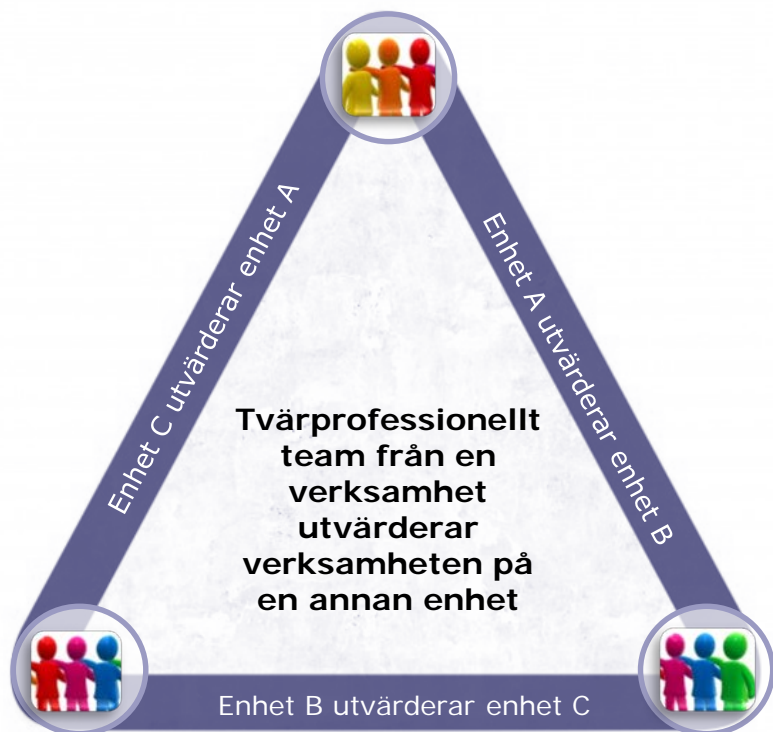 Enhet C utvärderar enhet A
Enhet A utvärderar enhet B
Tvärprofessionellt
team från en
verksamhet
utvärderar
verksamheten på
en annan enhet
Enhet B utvärderar enhet C